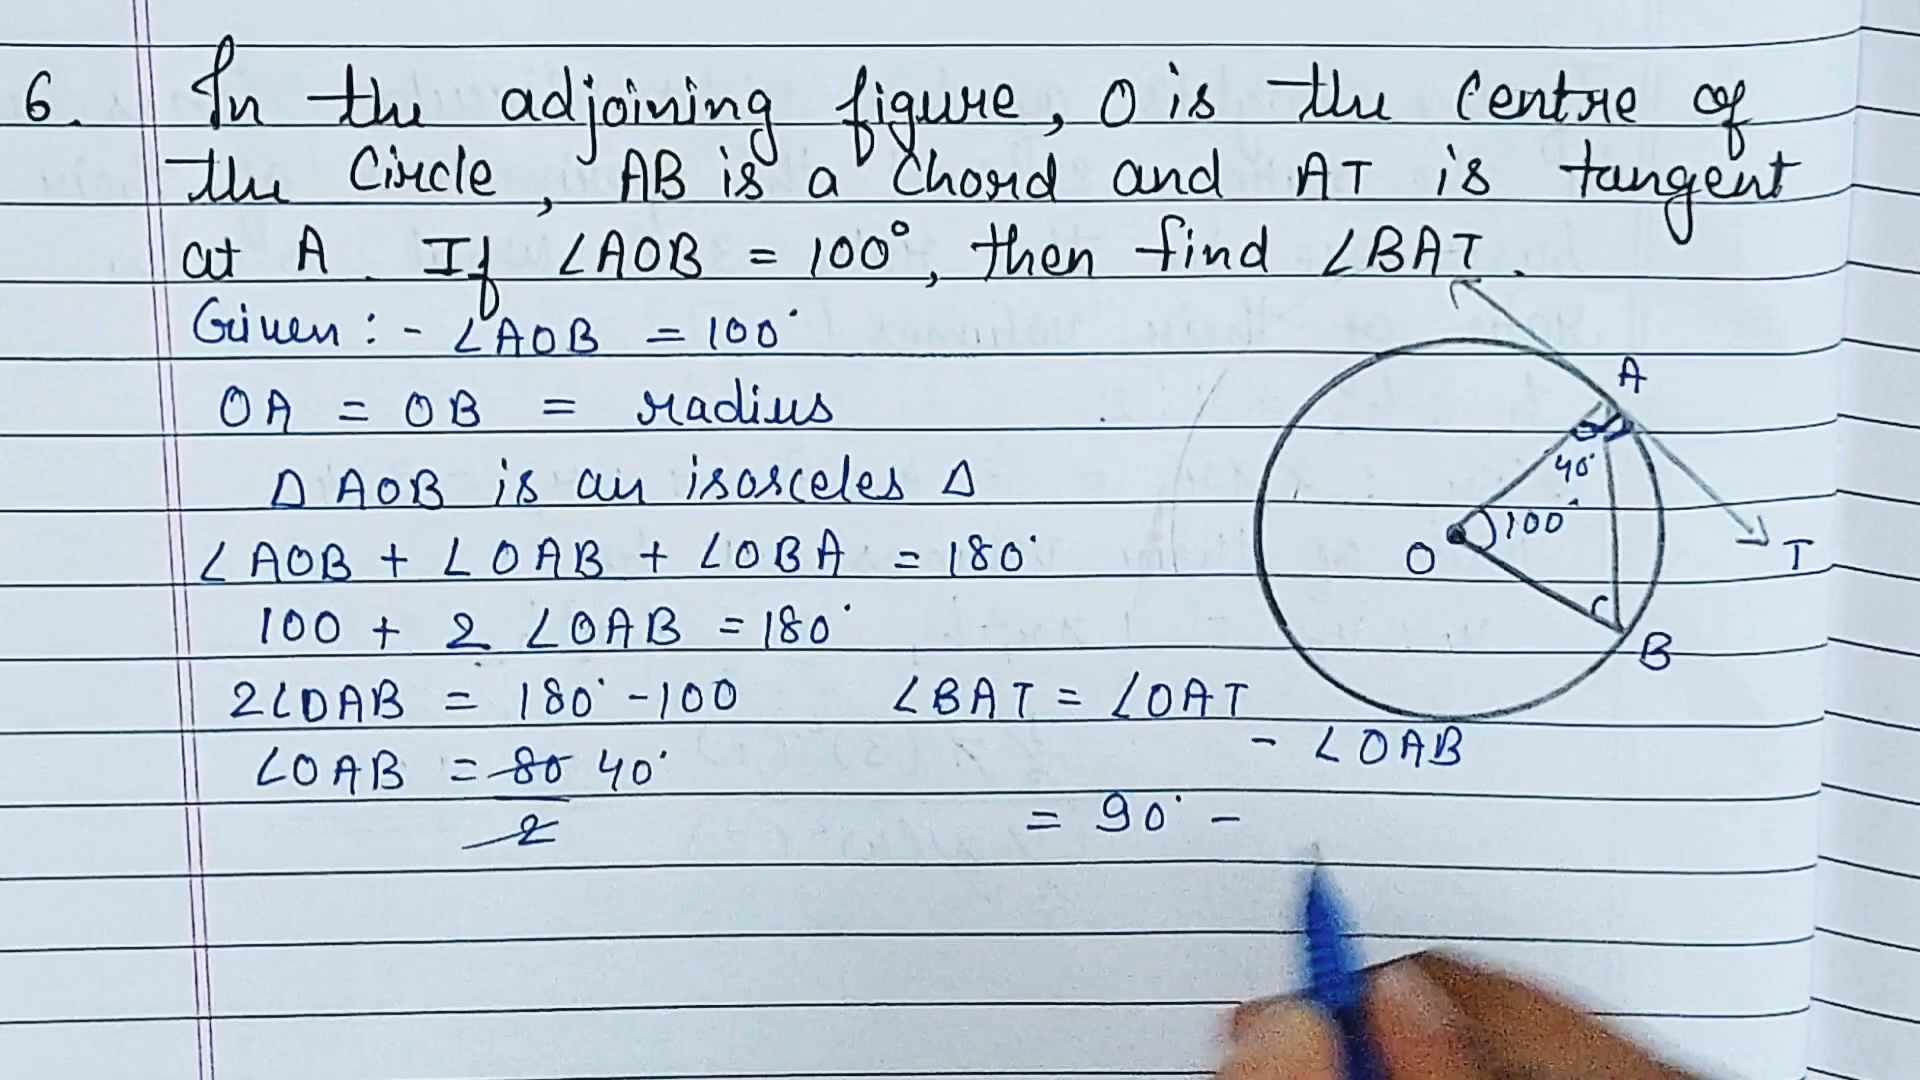 6. In the adjoining figure, O is the Centre of
the Circle, AB is a Chord and AT is tangent
at A. If ∠AOB = 100°, then find ∠BAT.
Given :- ∠AOB = 100°
OA = OB = radius
Δ AOB is an isosceles Δ
∠AOB + ∠OAB + ∠OBA = 180°
100 + 2 ∠OAB = 180°
2∠OAB = 180° - 100
∠OAB = 80 40°
2
∠BAT = ∠OAT
- ∠OAB
= 90° -
A
40°
100°
O
T
B